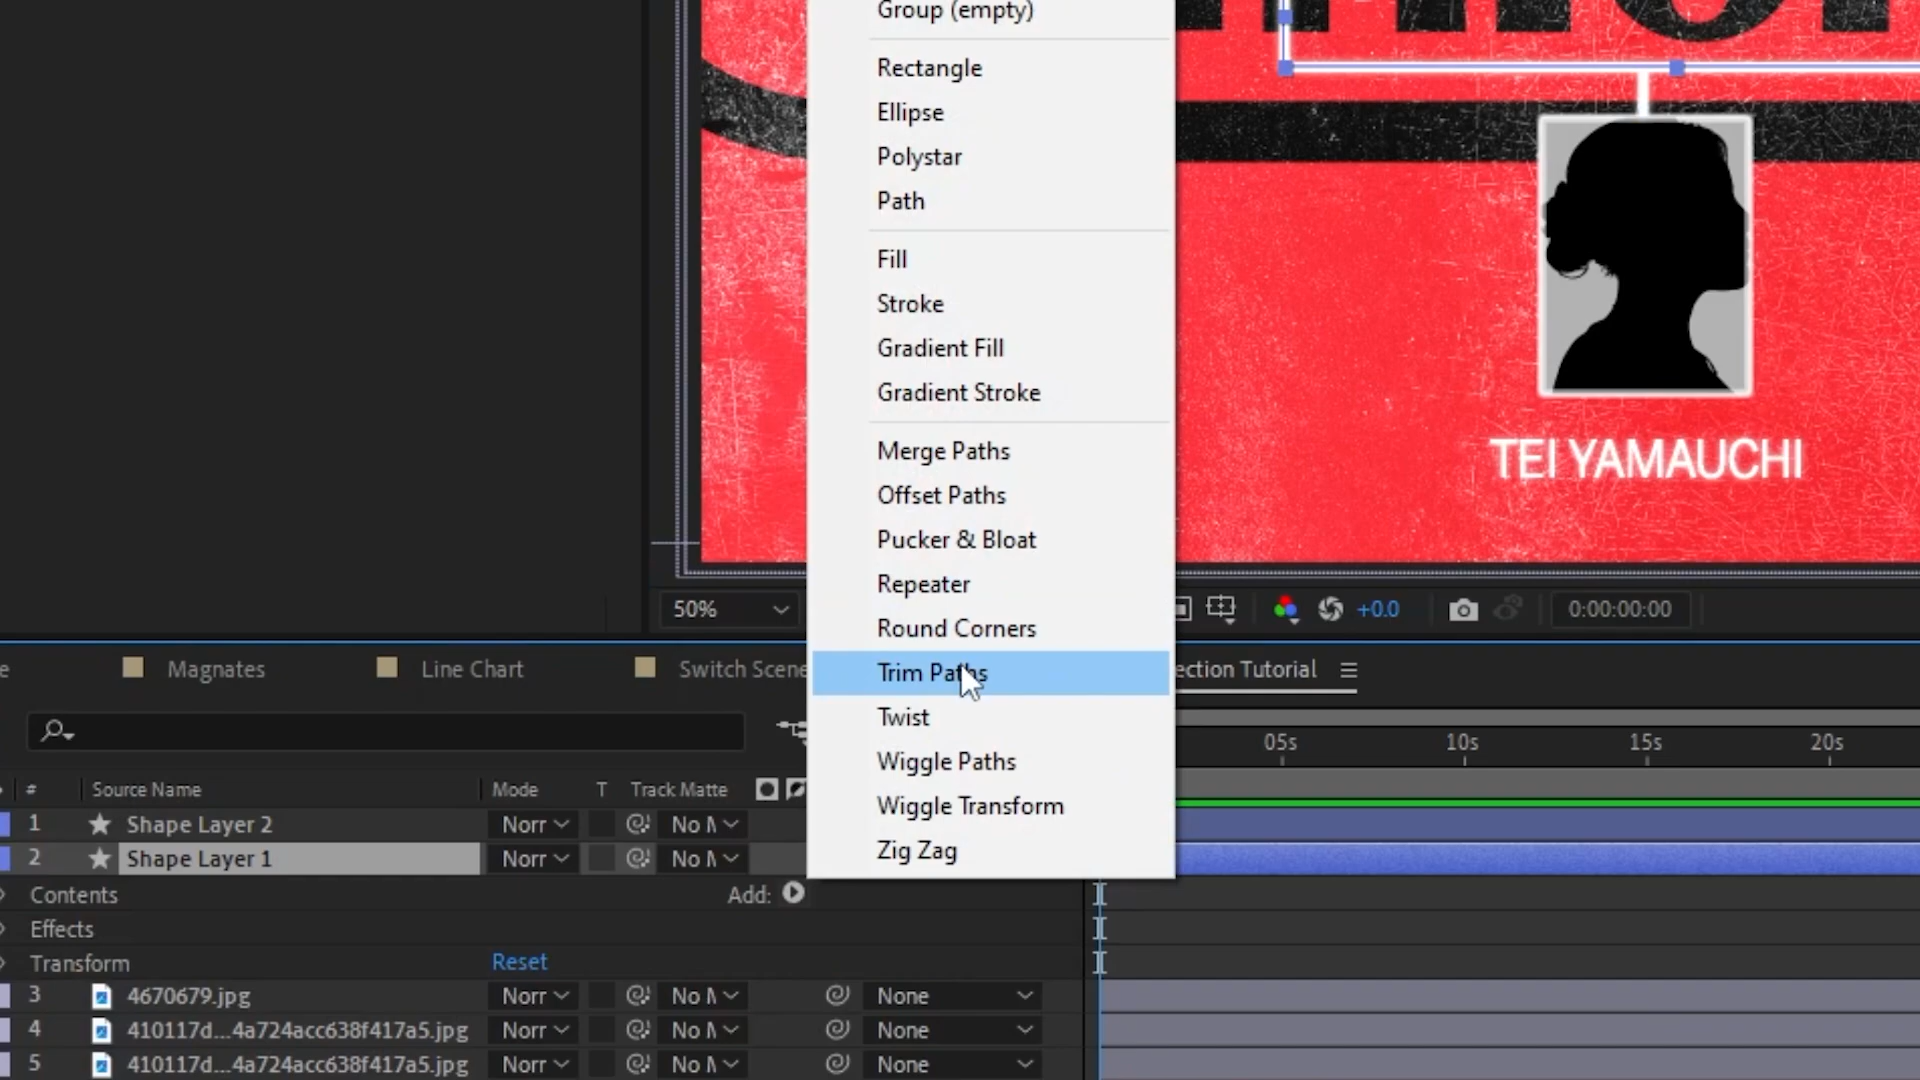 Group (empty)
Rectangle
Ellipse
Polystar
Path
Fill
Stroke
Gradient Fill
Gradient Stroke
Merge Paths
Offset Paths
Pucker & Bloat
Repeater
Round Corners
Trim Paths
Twist
Wiggle Paths
Wiggle Transform
Zig Zag
TEI YAMAUCHI
50%
+0.0
0:00:00:00
e
Magnates
Line Chart
Switch Scene
ection Tutorial
05s
10s
15s
20s
#
Source Name
Mode
T
Track Matte
1
Shape Layer 2
Norr
No M
2
Shape Layer 1
Norr
No M
Contents
Add:
Effects
Transform
Reset
3
4670679.jpg
Norr
No M
None
4
410117d...4a724acc638f417a5.jpg
Norr
No M
None
5
410117d...4a724acc638f417a5.jpg
Norr
No M
None